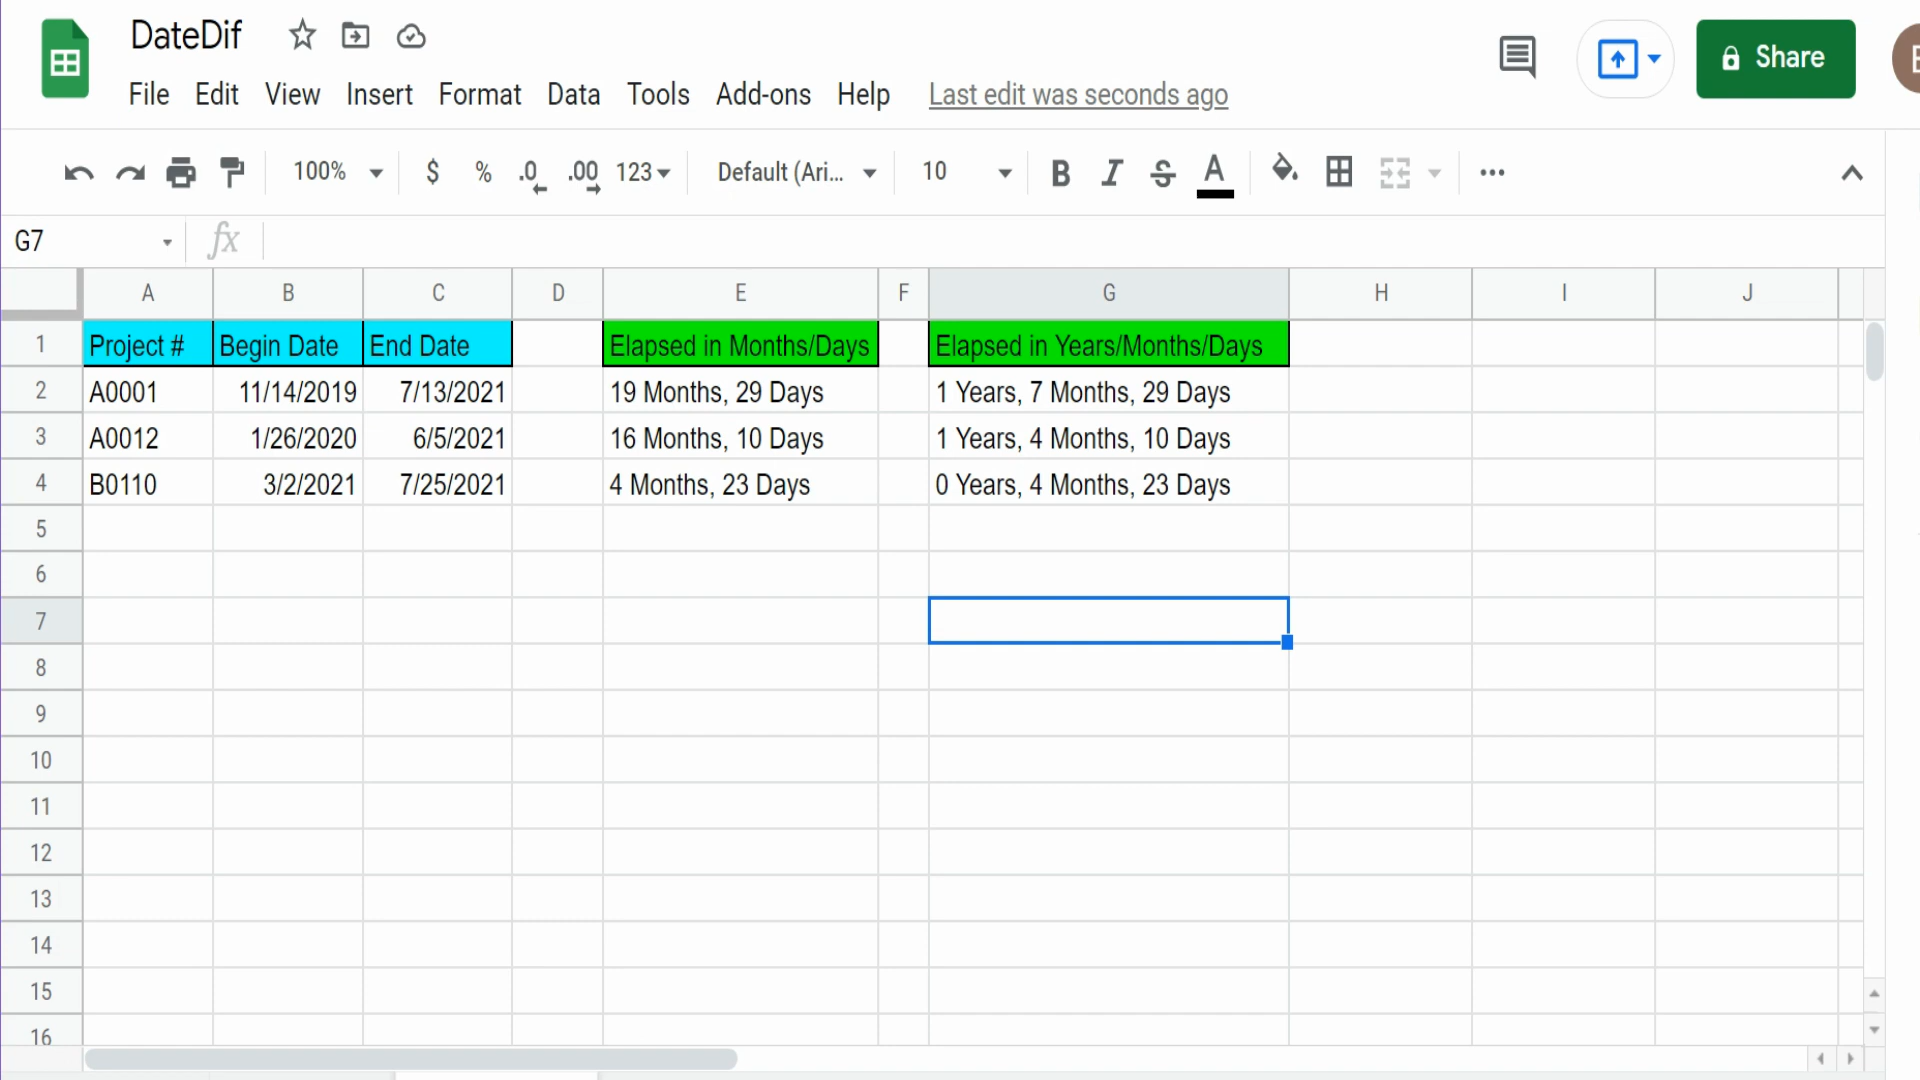 DateDif
File Edit View Insert Format Data Tools Add-ons Help Last edit was seconds ago
Share
100% $ % .0 .00 123 Default (Ari... 10 B I S A
G7 fx
A B C D E F G H I J
1 Project # Begin Date End Date Elapsed in Months/Days Elapsed in Years/Months/Days
2 A0001 11/14/2019 7/13/2021 19 Months, 29 Days 1 Years, 7 Months, 29 Days
3 A0012 1/26/2020 6/5/2021 16 Months, 10 Days 1 Years, 4 Months, 10 Days
4 B0110 3/2/2021 7/25/2021 4 Months, 23 Days 0 Years, 4 Months, 23 Days
5
6
7
8
9
10
11
12
13
14
15
16